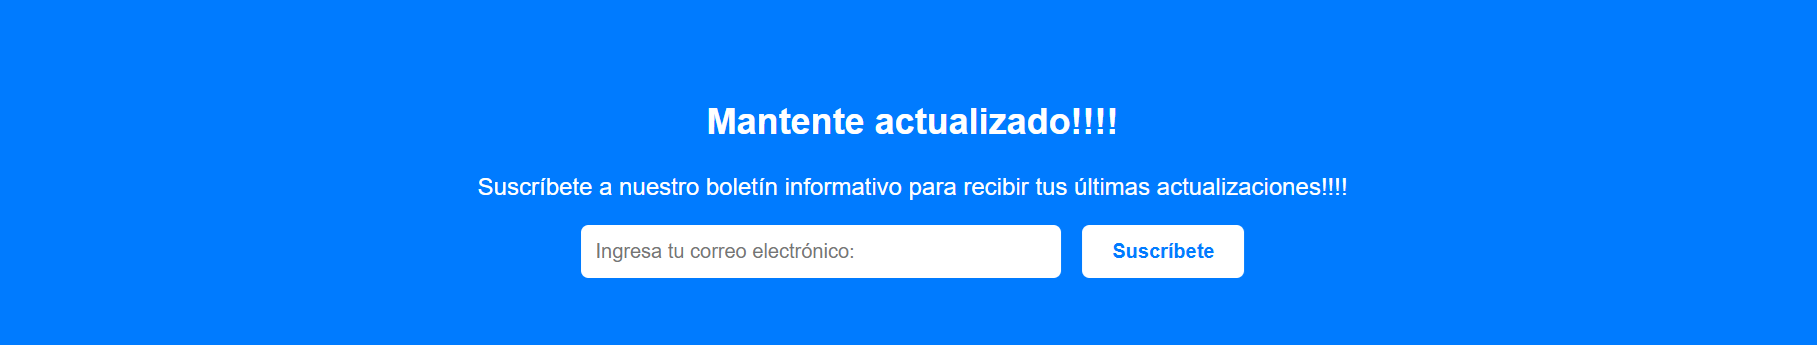 Mantente actualizado!!!!
Suscríbete a nuestro boletín informativo para recibir tus últimas actualizaciones!!!!
Ingresa tu correo electrónico:
Suscríbete